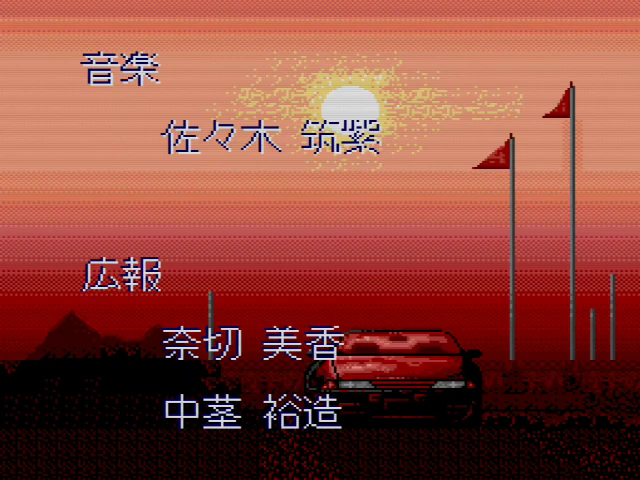 音楽
佐々木 筑紫
広報
奈切 美香
中茎 裕造